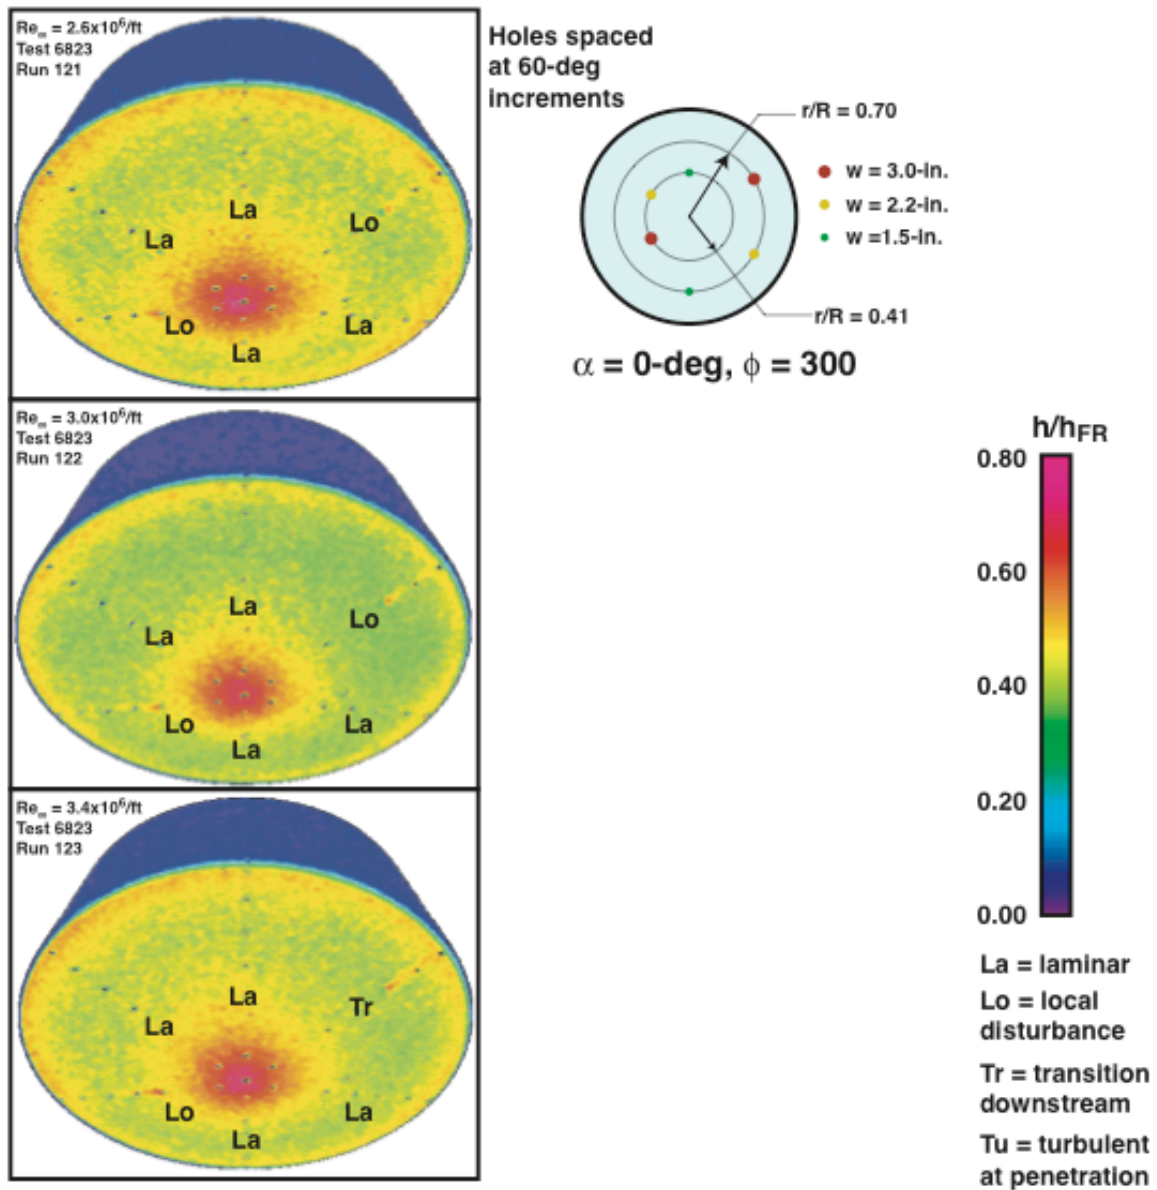 Re∞ = 2.6x10⁶/ft
Test 6823
Run 121
La
La
Lo
Lo
La
La
Holes spaced
at 60-deg
increments
r/R = 0.70
w = 3.0-in.
w = 2.2-in.
w =1.5-in.
r/R = 0.41
α = 0-deg, ϕ = 300
Re∞ = 3.0x10⁶/ft
Test 6823
Run 122
La
Lo
La
Lo
La
La
Re∞ = 3.4x10⁶/ft
Test 6823
Run 123
La
Tr
La
Lo
La
La
h/hFR
0.80
0.60
0.40
0.20
0.00
La = laminar
Lo = local
disturbance
Tr = transition
downstream
Tu = turbulent
at penetration